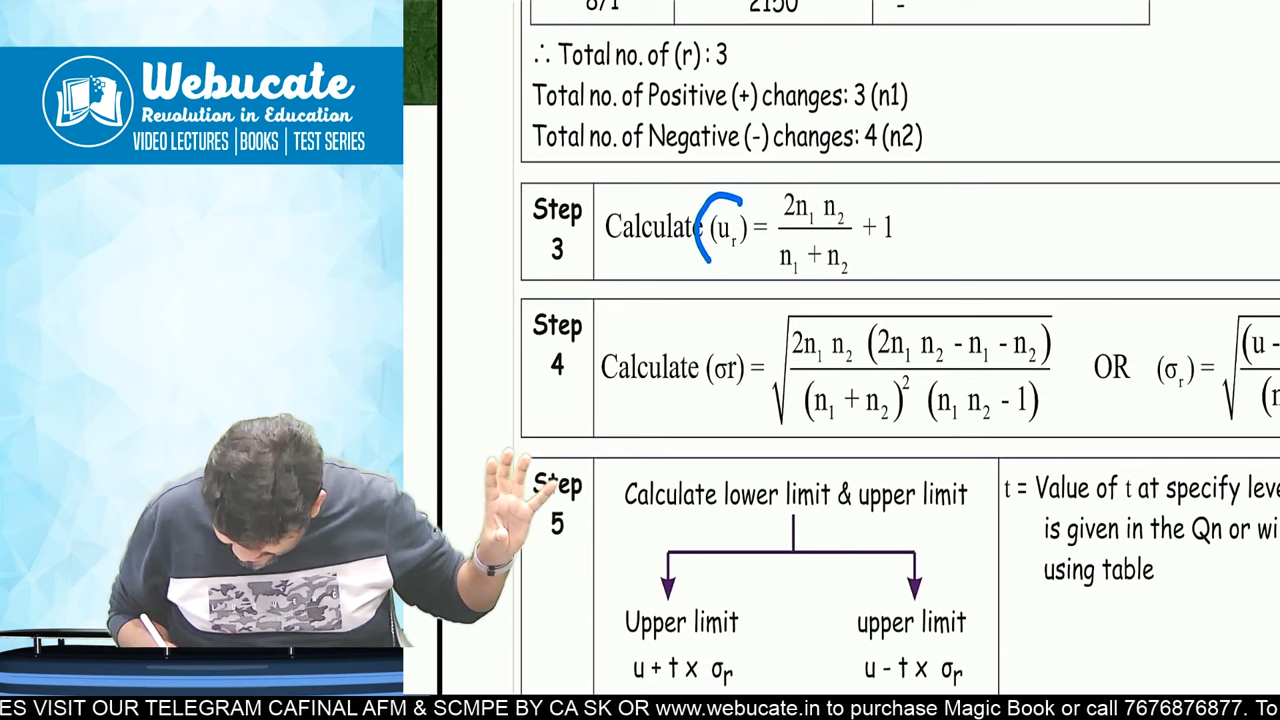 Webucate
Revolution in Education
VIDEO LECTURES | BOOKS | TEST SERIES
871 2150 -
∴ Total no. of (r) : 3
Total no. of Positive (+) changes: 3 (n1)
Total no. of Negative (-) changes: 4 (n2)
Step 3
Calculate (u_r) = 2n₁ n₂ / n₁ + n₂ + 1
Step 4
Calculate (σr) = √ 2n₁ n₂ (2n₁ n₂ - n₁ - n₂) / (n₁ + n₂)² (n₁ n₂ - 1) OR (σ_r) = √ (u - / (n
Step 5
Calculate lower limit & upper limit
Upper limit upper limit
u + t x σr u - t x σr
t = Value of t at specify leve
is given in the Qn or wi
using table
ES VISIT OUR TELEGRAM CAFINAL AFM & SCMPE BY CA SK OR www.webucate.in to purchase Magic Book or call 7676876877. To